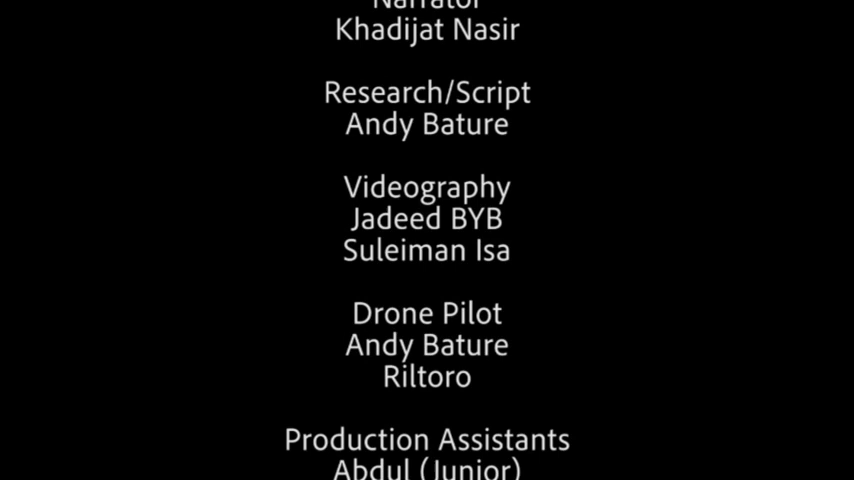 Narrator
Khadijat Nasir
Research/Script
Andy Bature
Videography
Jadeed BYB
Suleiman Isa
Drone Pilot
Andy Bature
Riltoro
Production Assistants
Abdul (Junior)